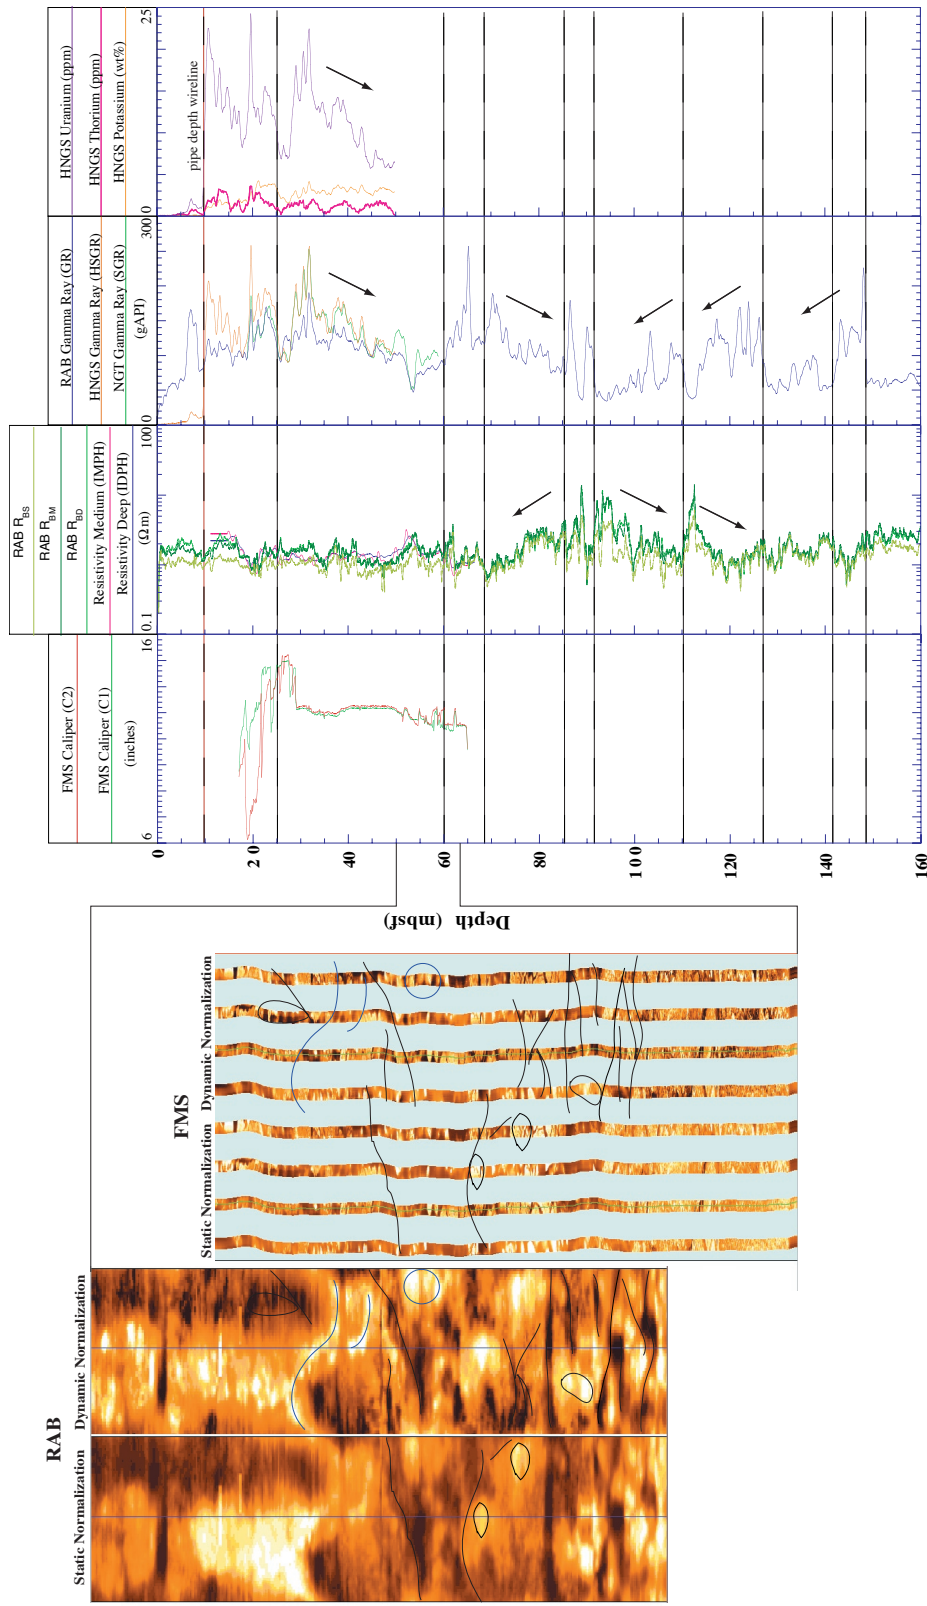 RAB
Static Normalization
Dynamic Normalization
FMS
Static Normalization
Dynamic Normalization
Depth (mbsf)
0
20
40
60
80
100
120
140
160
FMS Caliper (C2)
FMS Caliper (C1)
6
(inches)
16
RAB RBS
RAB RBM
RAB RBD
Resistivity Medium (IMPH)
Resistivity Deep (IDPH)
0.1
(Ωm)
100
RAB Gamma Ray (GR)
HNGS Gamma Ray (HSGR)
NGT Gamma Ray (SGR)
0
(gAPI)
300
HNGS Uranium (ppm)
HNGS Thorium (ppm)
HNGS Potassium (wt%)
0
25
pipe depth wireline